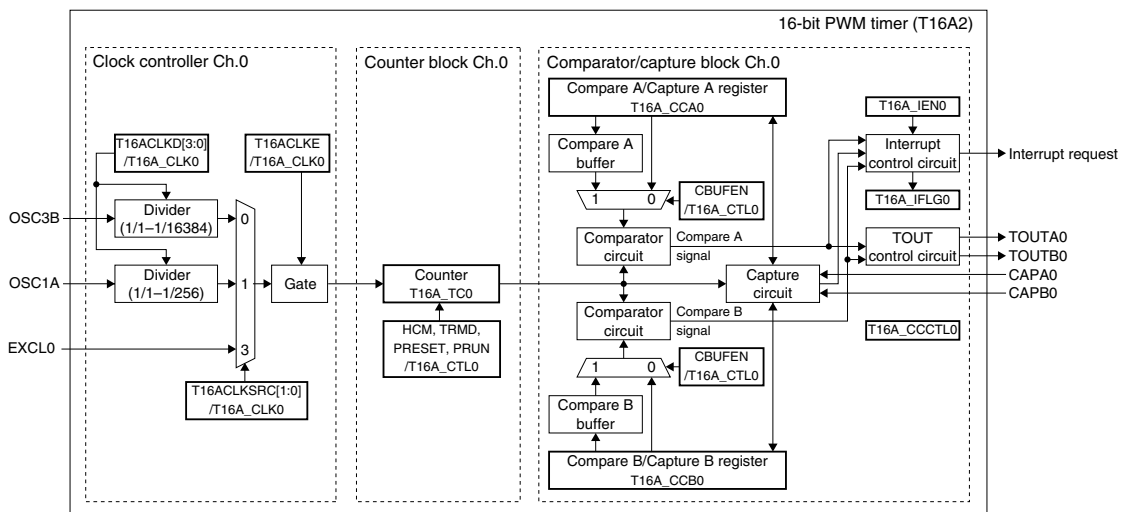 16-bit PWM timer (T16A2)
Clock controller Ch.0
Counter block Ch.0
Comparator/capture block Ch.0
Compare A/Capture A register
T16A_CCA0
T16ACLKD[3:0]
/T16A_CLK0
T16ACLKE
/T16A_CLK0
Compare A
buffer
T16A_IEN0
Interrupt
control circuit
Interrupt request
T16A_IFLG0
1
0
CBUFEN
/T16A_CTL0
OSC3B
Divider
(1/1–1/16384)
0
Comparator
circuit
Compare A
signal
TOUT
control circuit
TOUTA0
TOUTB0
OSC1A
Divider
(1/1–1/256)
1
Gate
Counter
T16A_TC0
Capture
circuit
CAPA0
CAPB0
HCM, TRMD,
PRESET, PRUN
/T16A_CTL0
Comparator
circuit
Compare B
signal
T16A_CCCTL0
EXCL0
3
T16ACLKSRC[1:0]
/T16A_CLK0
1
0
CBUFEN
/T16A_CTL0
Compare B
buffer
Compare B/Capture B register
T16A_CCB0